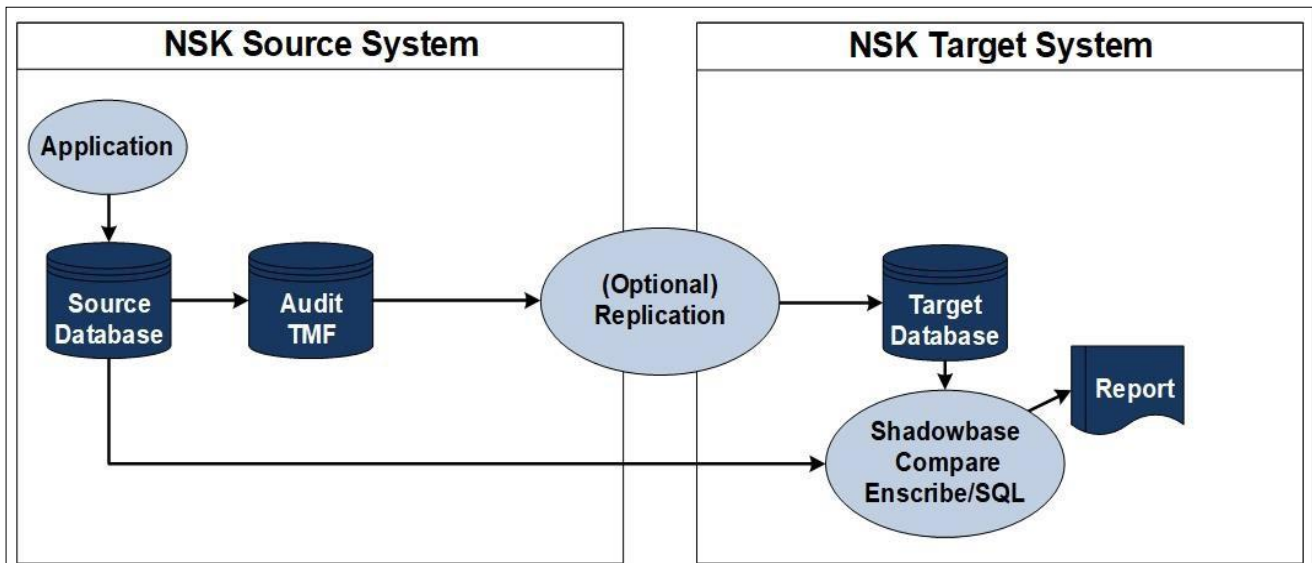 NSK Source System
NSK Target System
Application
Source
Database
Audit
TMF
(Optional)
Replication
Target
Database
Report
Shadowbase
Compare
Enscribe/SQL